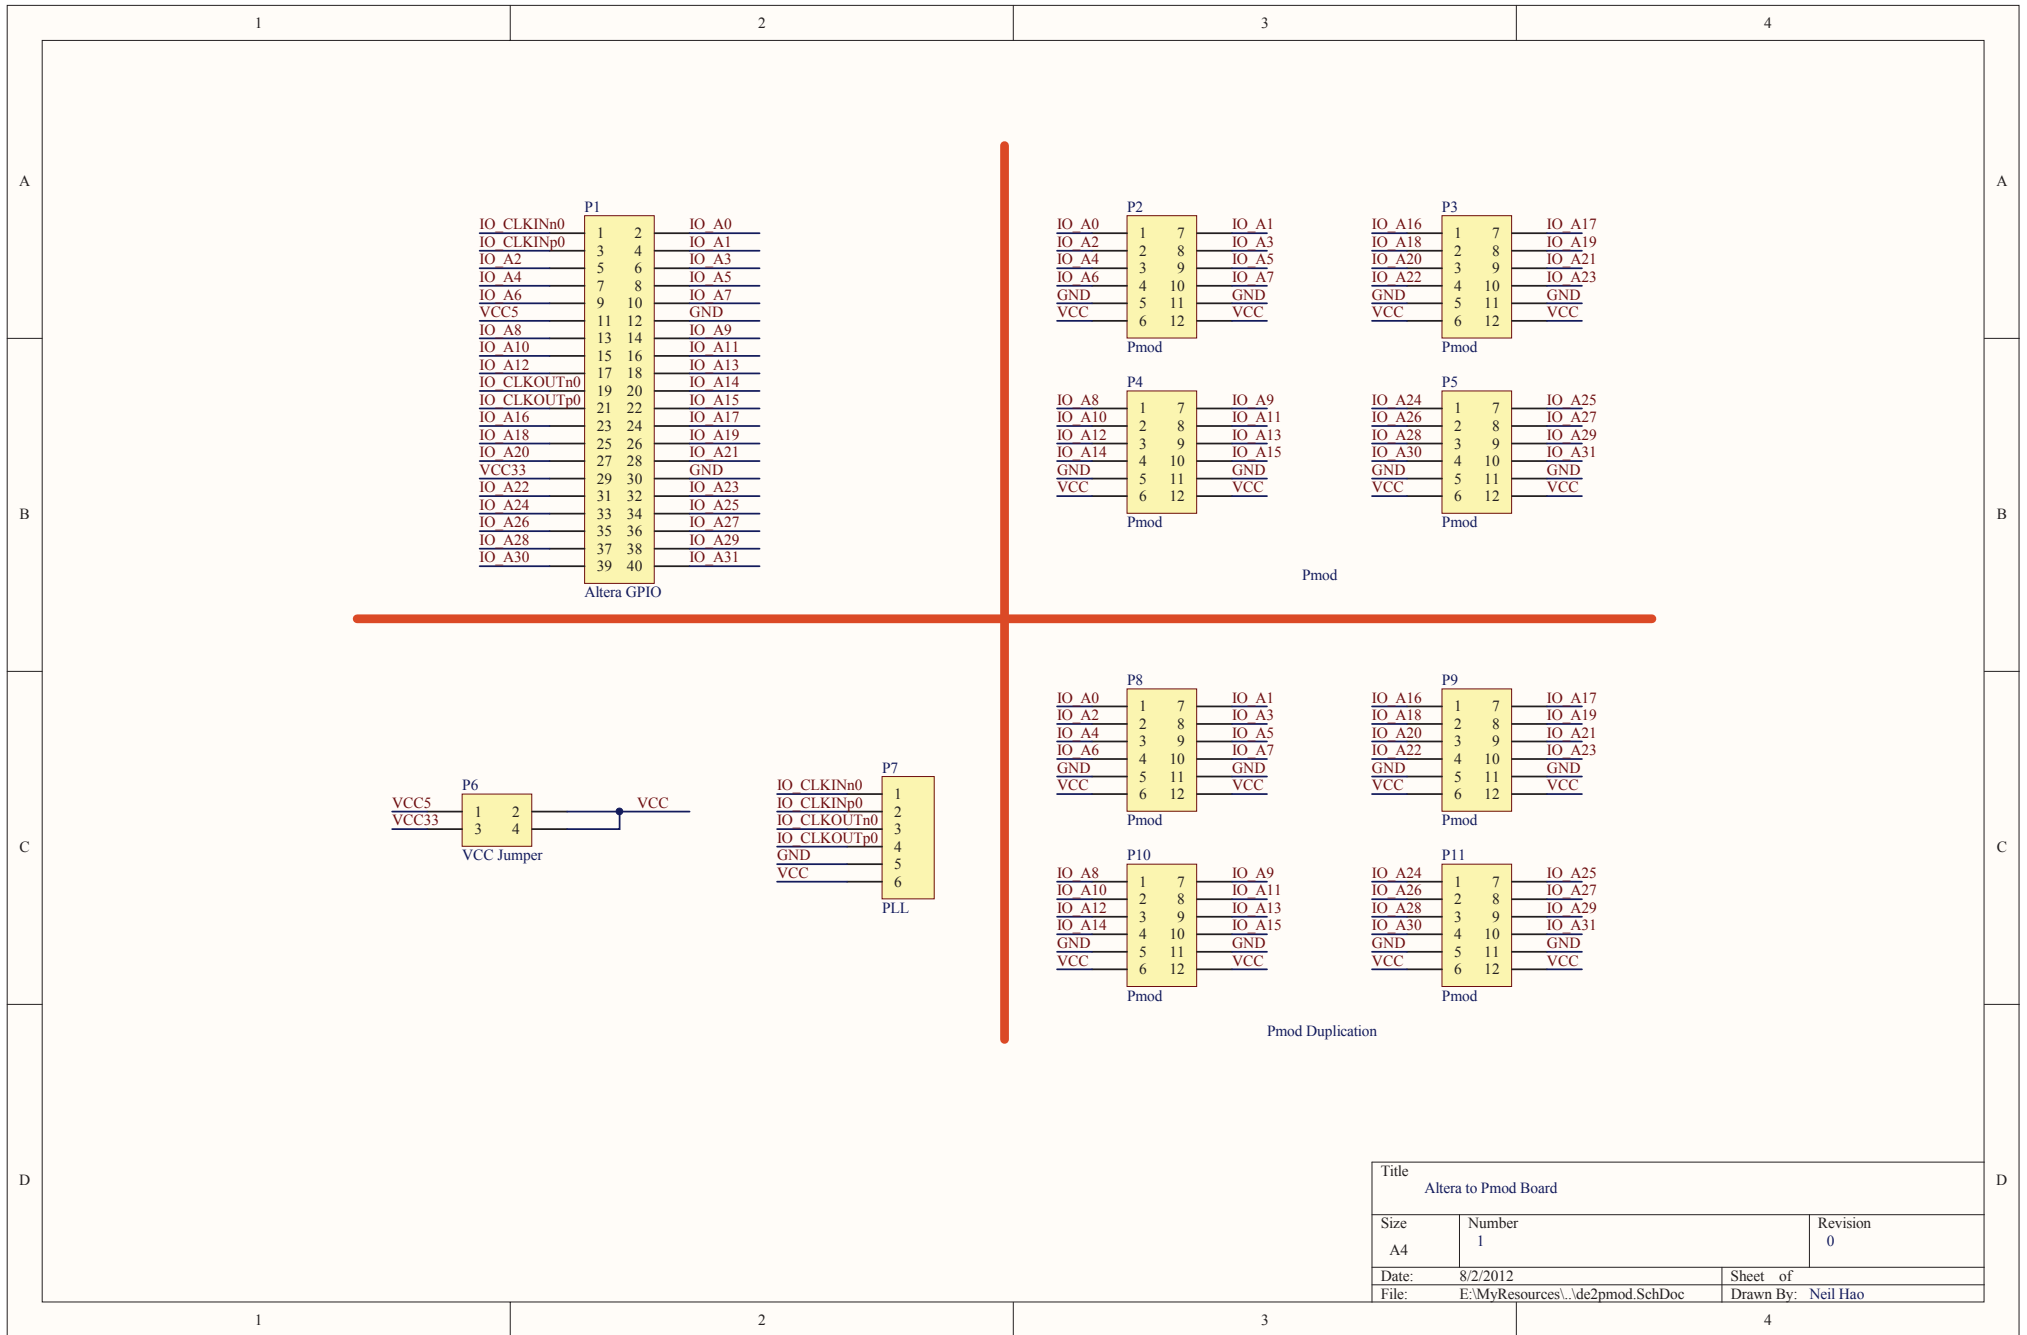 1 2 3 4
A A
P1
IO_CLKINn0 1 2 IO_A0
IO_CLKINp0 3 4 IO_A1
IO_A2 5 6 IO_A3
IO_A4 7 8 IO_A5
IO_A6 9 10 IO_A7
VCC5 11 12 GND
IO_A8 13 14 IO_A9
IO_A10 15 16 IO_A11
IO_A12 17 18 IO_A13
IO_CLKOUTn0 19 20 IO_A14
IO_CLKOUTp0 21 22 IO_A15
IO_A16 23 24 IO_A17
IO_A18 25 26 IO_A19
IO_A20 27 28 IO_A21
VCC33 29 30 GND
IO_A22 31 32 IO_A23
IO_A24 33 34 IO_A25
IO_A26 35 36 IO_A27
IO_A28 37 38 IO_A29
IO_A30 39 40 IO_A31
Altera GPIO
P2
IO_A0 1 7 IO_A1
IO_A2 2 8 IO_A3
IO_A4 3 9 IO_A5
IO_A6 4 10 IO_A7
GND 5 11 GND
VCC 6 12 VCC
Pmod
P3
IO_A16 1 7 IO_A17
IO_A18 2 8 IO_A19
IO_A20 3 9 IO_A21
IO_A22 4 10 IO_A23
GND 5 11 GND
VCC 6 12 VCC
Pmod
P4
IO_A8 1 7 IO_A9
IO_A10 2 8 IO_A11
IO_A12 3 9 IO_A13
IO_A14 4 10 IO_A15
GND 5 11 GND
VCC 6 12 VCC
Pmod
P5
IO_A24 1 7 IO_A25
IO_A26 2 8 IO_A27
IO_A28 3 9 IO_A29
IO_A30 4 10 IO_A31
GND 5 11 GND
VCC 6 12 VCC
Pmod
Pmod
B B
P6
VCC5 1 2 VCC
VCC33 3 4
VCC Jumper
P7
IO_CLKINn0 1
IO_CLKINp0 2
IO_CLKOUTn0 3
IO_CLKOUTp0 4
GND 5
VCC 6
PLL
P8
IO_A0 1 7 IO_A1
IO_A2 2 8 IO_A3
IO_A4 3 9 IO_A5
IO_A6 4 10 IO_A7
GND 5 11 GND
VCC 6 12 VCC
Pmod
P9
IO_A16 1 7 IO_A17
IO_A18 2 8 IO_A19
IO_A20 3 9 IO_A21
IO_A22 4 10 IO_A23
GND 5 11 GND
VCC 6 12 VCC
Pmod
C C
P10
IO_A8 1 7 IO_A9
IO_A10 2 8 IO_A11
IO_A12 3 9 IO_A13
IO_A14 4 10 IO_A15
GND 5 11 GND
VCC 6 12 VCC
Pmod
P11
IO_A24 1 7 IO_A25
IO_A26 2 8 IO_A27
IO_A28 3 9 IO_A29
IO_A30 4 10 IO_A31
GND 5 11 GND
VCC 6 12 VCC
Pmod
Pmod Duplication
D D
Title
Altera to Pmod Board
Size Number Revision
A4 1 0
Date: 8/2/2012 Sheet of
File: E:\MyResources\..\de2pmod.SchDoc Drawn By: Neil Hao
1 2 3 4